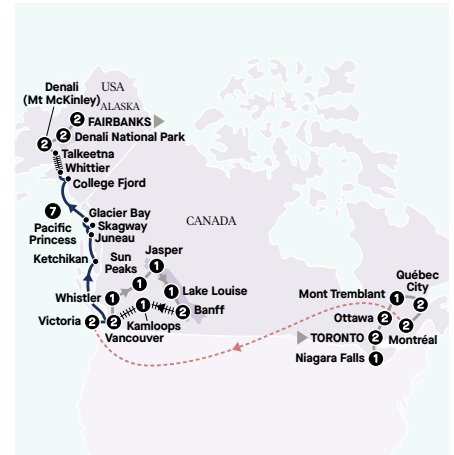 Denali
(Mt McKinley)
USA
ALASKA
2 FAIRBANKS
2 Denali National Park
2
Talkeetna
Whittier
College Fjord
7
Pacific
Princess
Glacier Bay
Skagway
Juneau
Ketchikan
CANADA
Sun
Peaks
1
Jasper
1
Whistler 1
1 Lake Louise
Victoria 2
2
Vancouver
1
Kamloops
2 Banff
Mont Tremblant 1
Québec
City
2
Ottawa 2
2
Montréal
TORONTO 2
Niagara Falls 1